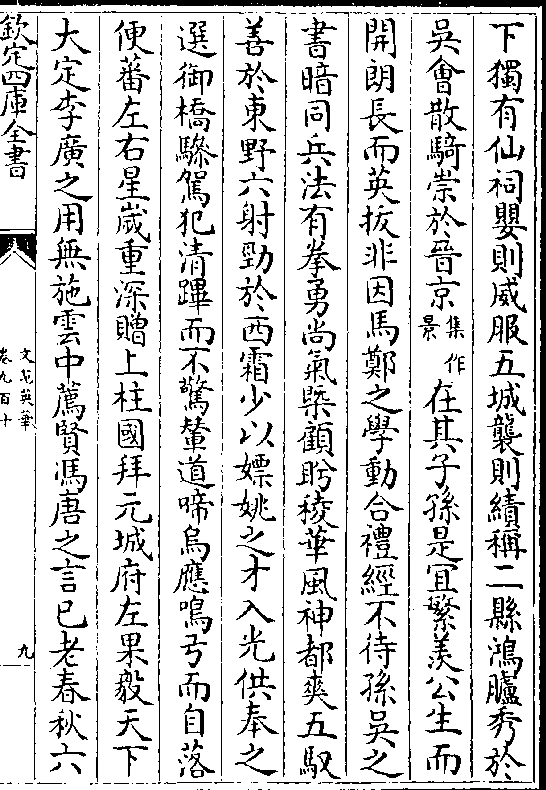 下獨有仙祠嬰則威服五城襲則績稱二縣鴻臚秀於
吳會散騎崇於晉京集作景在其子孫是冝繁羨公生而
開朗長而英抜非因馬鄭之學動合禮經不待孫吳之
書暗同兵法有拳勇尚氣槩顧盻稜華風神都爽五馭
善於東野六射勁於西霜少以嫖姚之才入光供奉之
選御橋驂駕犯清蹕而不驚輦道啼烏應鳴弓而自落
便蕃左右星嵗重深贈上柱國拜元城府左果毅天下
大定李廣之用無施雲中薦賢馮唐之言已老春秋六
欽定四庫全書
文苑英華
卷九百十
九